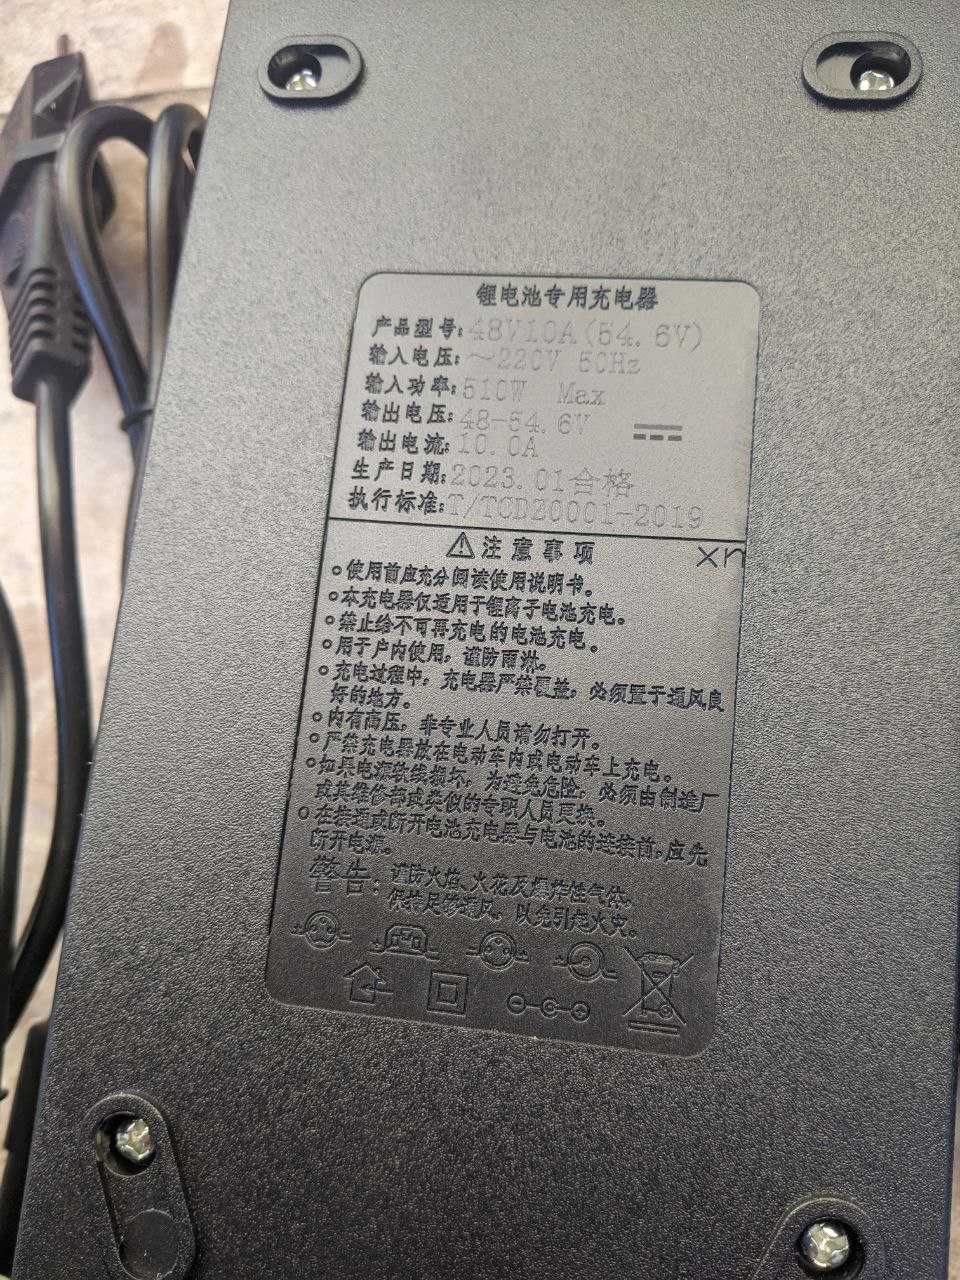 锂电池专用充电器
产品型号:48V10A(54.6V)
输入电压:~220V 50Hz
输入功率:510W Max
输出电压:48-54.6V
输出电流:10.0A
生产日期:2023.01合格
执行标准:T/TCDZ0001-2019
注意事项
xn
。使用前应充分阅读使用说明书。
。本充电器仅适用于锂离子电池充电。
。禁止给不可再充电的电池充电。
。用于户内使用，谨防雨淋。
。充电过程中，充电器严禁覆盖，必须置于通风良
好的地方。
。内有高压，非专业人员请勿打开。
。严禁充电器放在电动车内或电动车上充电。
。如果电源软线损坏，为避免危险，必须由制造厂
或其维修部或类似的专职人员更换。
。在接通或断开电池充电器与电池的连接前，应先
断开电源。
警告：谨防火焰、火花及爆炸性气体，
保持足够通风，以免引起火灾。